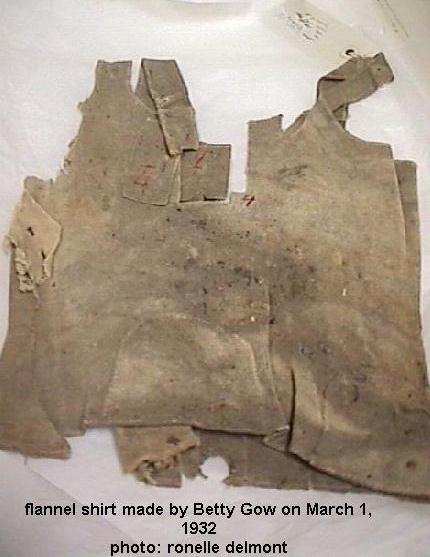 flannel shirt made by Betty Gow on March 1,
1932
photo: ronelle delmont